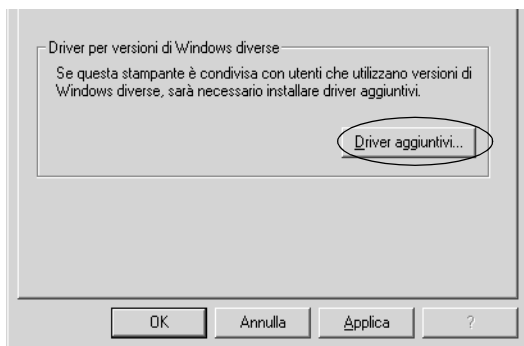 Driver per versioni di Windows diverse
Se questa stampante è condivisa con utenti che utilizzano versioni di
Windows diverse, sarà necessario installare driver aggiuntivi.
Driver aggiuntivi...
OK Annulla Applica ?